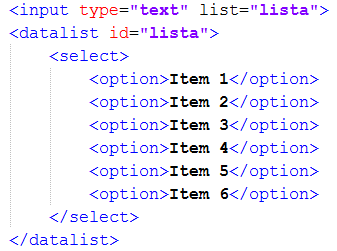 <input type="text" list="lista">
<datalist id="lista">
<select>
<option>Item 1</option>
<option>Item 2</option>
<option>Item 3</option>
<option>Item 4</option>
<option>Item 5</option>
<option>Item 6</option>
</select>
</datalist>